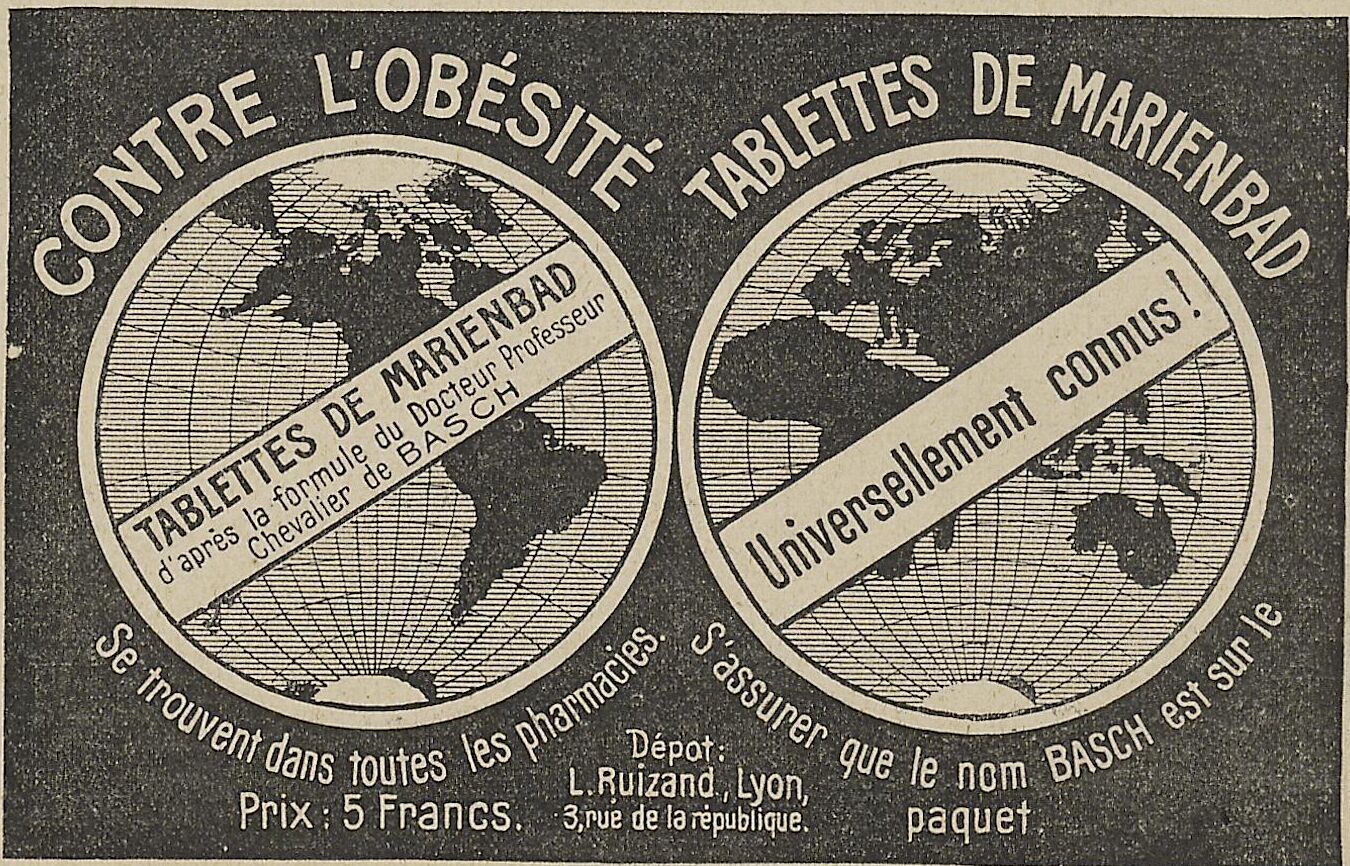 CONTRE L'OBÉSITÉ
TABLETTES DE MARIENBAD
d'après la formule du Docteur Professeur
Chevalier de BASCH
Se trouvent dans toutes les pharmacies.
Prix : 5 Francs.
Dépot:
L. Ruizand, Lyon,
3, rue de la république.
TABLETTES DE MARIENBAD
Universellement connus!
S'assurer que le nom BASCH est sur le
paquet.